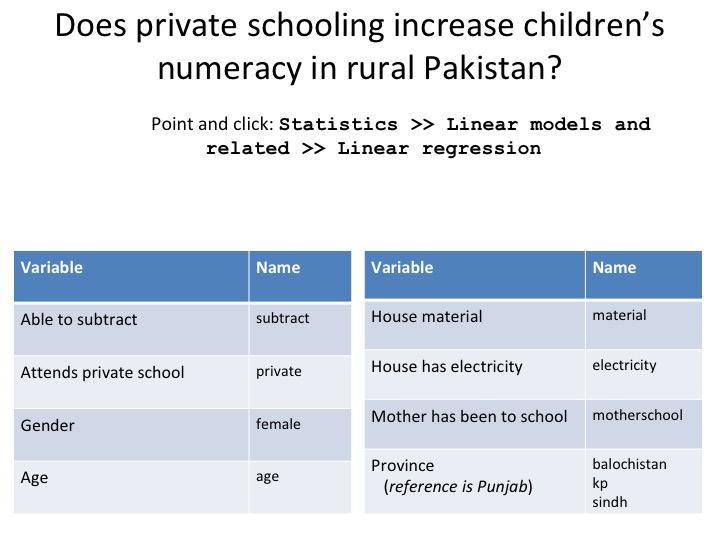 Does private schooling increase children’s
numeracy in rural Pakistan?
Point and click: Statistics >> Linear models and
related >> Linear regression
Variable Name
Able to subtract subtract
Attends private school private
Gender female
Age age
Variable Name
House material material
House has electricity electricity
Mother has been to school motherschool
Province balochistan
(reference is Punjab) kp
sindh